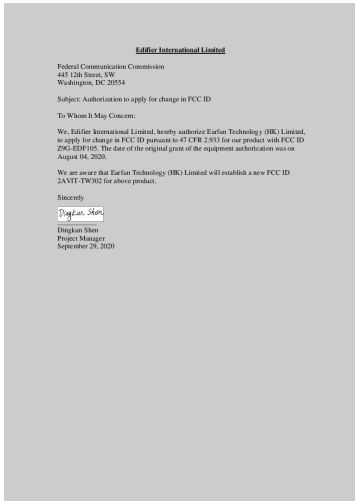 Edifier International Limited
Federal Communication Commission
445 12th Street, SW
Washington, DC 20554
Subject: Authorization to apply for change in FCC ID
To Whom It May Concern:
We, Edifier International Limited, hereby authorize Earfun Technology (HK) Limited,
to apply for change in FCC ID pursuant to 47 CFR 2.933 for our product with FCC ID
Z9G-EDF105. The date of the original grant of the equipment authorization was on
August 04, 2020.
We are aware that Earfun Technology (HK) Limited will establish a new FCC ID
2AVIT-TW302 for above product.
Sincerely
Dingkun Shen
Dingkun Shen
Project Manager
September 29, 2020